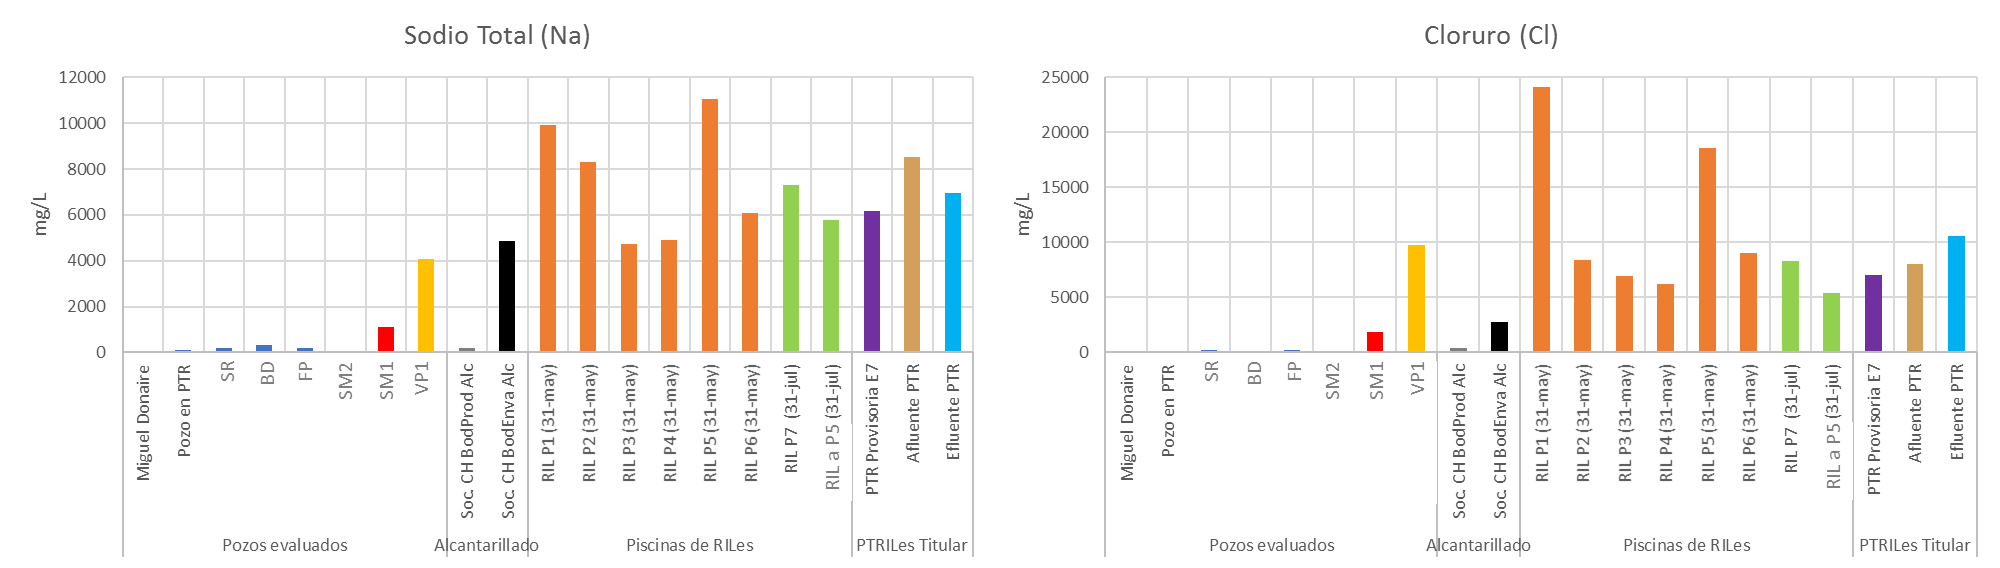 Sodio Total (Na)
12000
10000
8000
6000
4000
2000
0
mg/L
Miguel Donaire
Pozo en PTR
SR
BD
FP
SM2
SM1
VP1
Soc. CH BodProd Alc
Soc. CH BodEnva Alc
RIL P1 (31-may)
RIL P2 (31-may)
RIL P3 (31-may)
RIL P4 (31-may)
RIL P5 (31-may)
RIL P6 (31-may)
RIL P7 (31-jul)
RIL a P5 (31-jul)
PTR Provisoria E7
Afluente PTR
Efluente PTR
Pozos evaluados
Alcantarillado
Piscinas de RILes
PTRILes Titular
Cloruro (Cl)
25000
20000
15000
10000
5000
0
mg/L
Miguel Donaire
Pozo en PTR
SR
BD
FP
SM2
SM1
VP1
Soc. CH BodProd Alc
Soc. CH BodEnva Alc
RIL P1 (31-may)
RIL P2 (31-may)
RIL P3 (31-may)
RIL P4 (31-may)
RIL P5 (31-may)
RIL P6 (31-may)
RIL P7 (31-jul)
RIL a P5 (31-jul)
PTR Provisoria E7
Afluente PTR
Efluente PTR
Pozos evaluados
Alcantarillado
Piscinas de RILes
PTRILes Titular